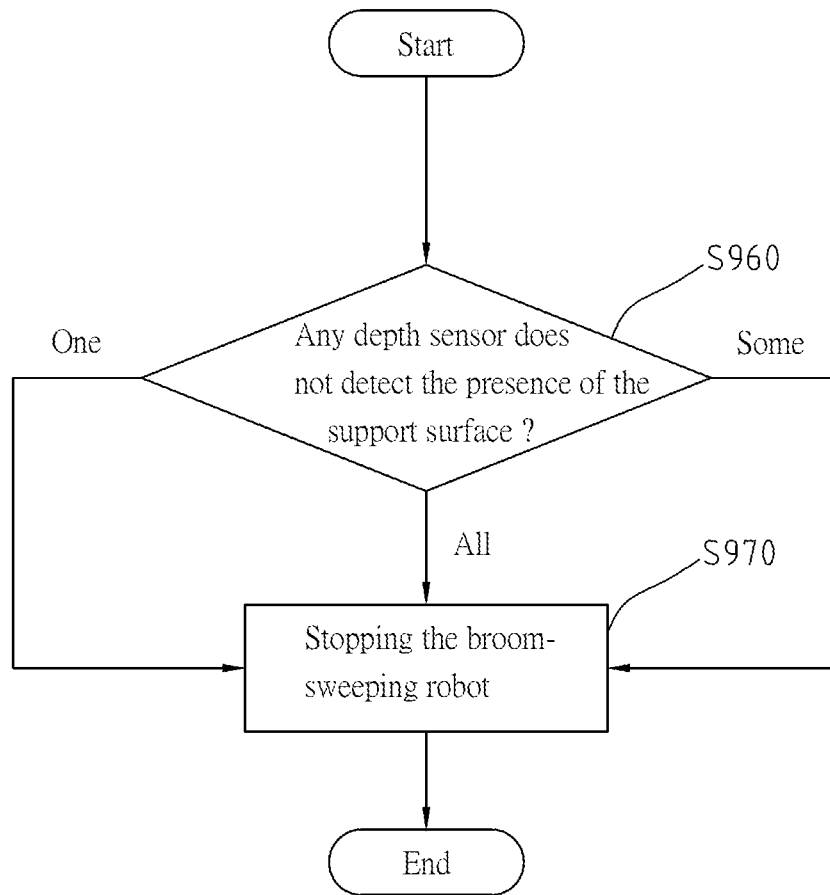 Start
S960
One
Any depth sensor does
not detect the presence of the
support surface ?
Some
All
S970
Stopping the broom-
sweeping robot
End